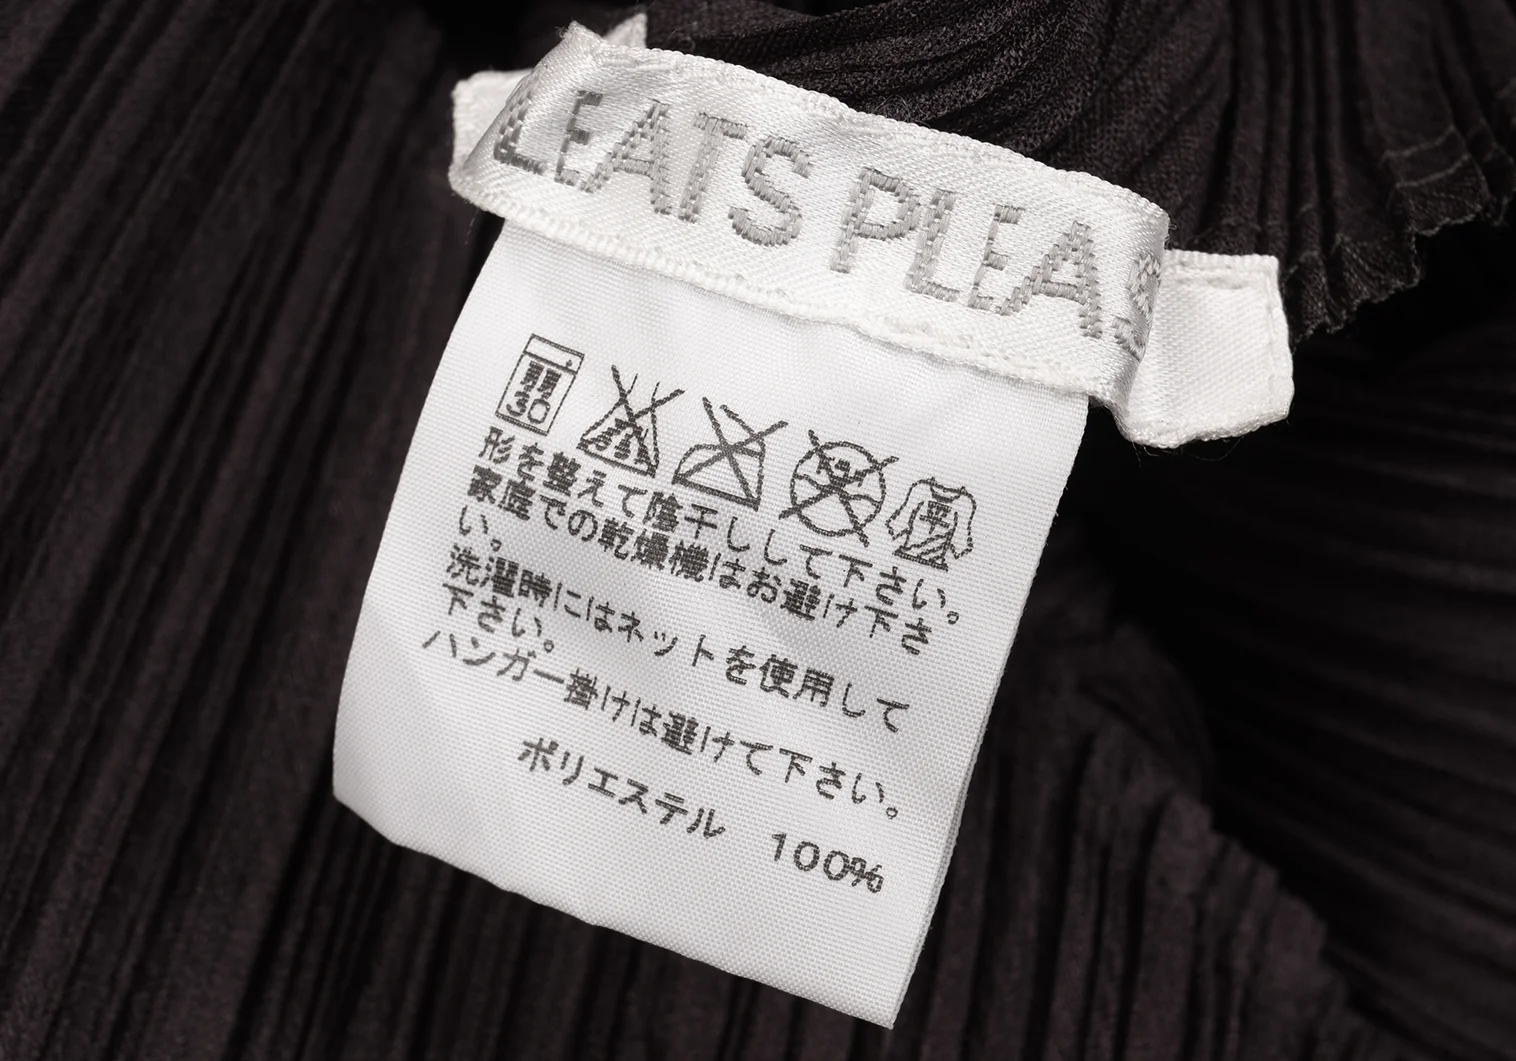 LEATS PLEAS
弱
30
形を整えて陰干しして下さい。
家庭での乾燥機はお避け下さ
い。
洗濯時にはネットを使用して
下さい。
ハンガー掛けは避けて下さい。
ポリエステル 100%